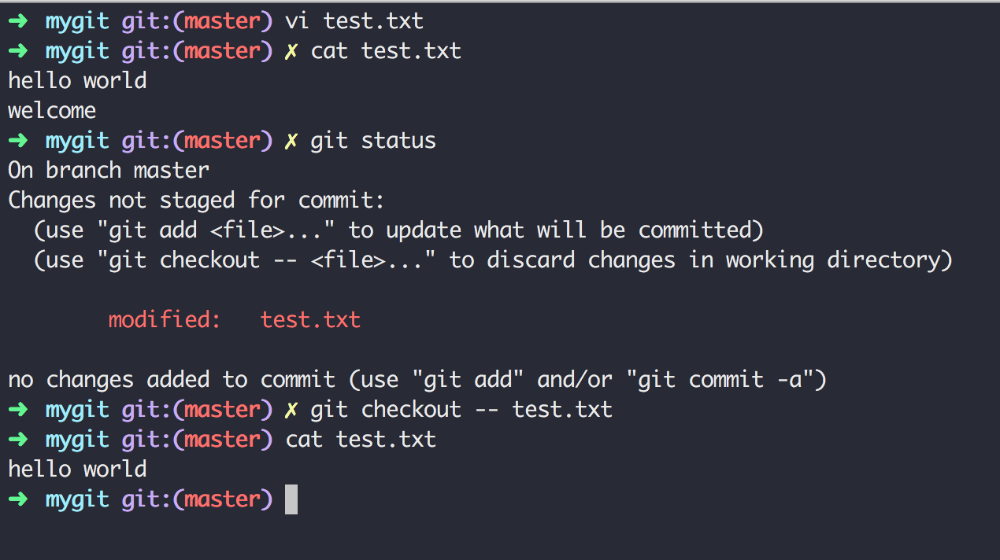 ➜ mygit git:(master) vi test.txt
➜ mygit git:(master) ✗ cat test.txt
hello world
welcome
➜ mygit git:(master) ✗ git status
On branch master
Changes not staged for commit:
  (use "git add <file>..." to update what will be committed)
  (use "git checkout -- <file>..." to discard changes in working directory)
        modified:   test.txt
no changes added to commit (use "git add" and/or "git commit -a")
➜ mygit git:(master) ✗ git checkout -- test.txt
➜ mygit git:(master) cat test.txt
hello world
➜ mygit git:(master)